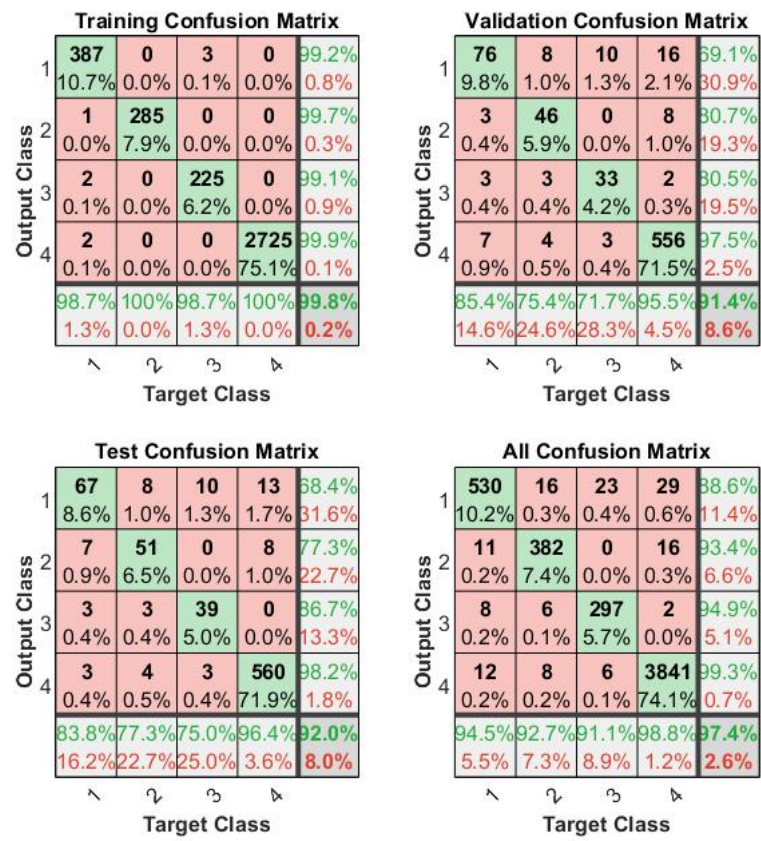 Training Confusion Matrix
387 0 3 0 99.2%
1
10.7% 0.0% 0.1% 0.0% 0.8%
1 285 0 0 99.7%
2
0.0% 7.9% 0.0% 0.0% 0.3%
2 0 225 0 99.1%
3
0.1% 0.0% 6.2% 0.0% 0.9%
2 0 0 2725 99.9%
4
0.1% 0.0% 0.0% 75.1% 0.1%
98.7% 100% 98.7% 100% 99.8%
1.3% 0.0% 1.3% 0.0% 0.2%
1 2 3 4
Target Class
Output Class
Validation Confusion Matrix
76 8 10 16 69.1%
1
9.8% 1.0% 1.3% 2.1% 30.9%
3 46 0 8 80.7%
2
0.4% 5.9% 0.0% 1.0% 19.3%
3 3 33 2 80.5%
3
0.4% 0.4% 4.2% 0.3% 19.5%
7 4 3 556 97.5%
4
0.9% 0.5% 0.4% 71.5% 2.5%
85.4% 75.4% 71.7% 95.5% 91.4%
14.6% 24.6% 28.3% 4.5% 8.6%
1 2 3 4
Target Class
Output Class
Test Confusion Matrix
67 8 10 13 68.4%
1
8.6% 1.0% 1.3% 1.7% 31.6%
7 51 0 8 77.3%
2
0.9% 6.5% 0.0% 1.0% 22.7%
3 3 39 0 86.7%
3
0.4% 0.4% 5.0% 0.0% 13.3%
3 4 3 560 98.2%
4
0.4% 0.5% 0.4% 71.9% 1.8%
83.8% 77.3% 75.0% 96.4% 92.0%
16.2% 22.7% 25.0% 3.6% 8.0%
1 2 3 4
Target Class
Output Class
All Confusion Matrix
530 16 23 29 88.6%
1
10.2% 0.3% 0.4% 0.6% 11.4%
11 382 0 16 93.4%
2
0.2% 7.4% 0.0% 0.3% 6.6%
8 6 297 2 94.9%
3
0.2% 0.1% 5.7% 0.0% 5.1%
12 8 6 3841 99.3%
4
0.2% 0.2% 0.1% 74.1% 0.7%
94.5% 92.7% 91.1% 98.8% 97.4%
5.5% 7.3% 8.9% 1.2% 2.6%
1 2 3 4
Target Class
Output Class